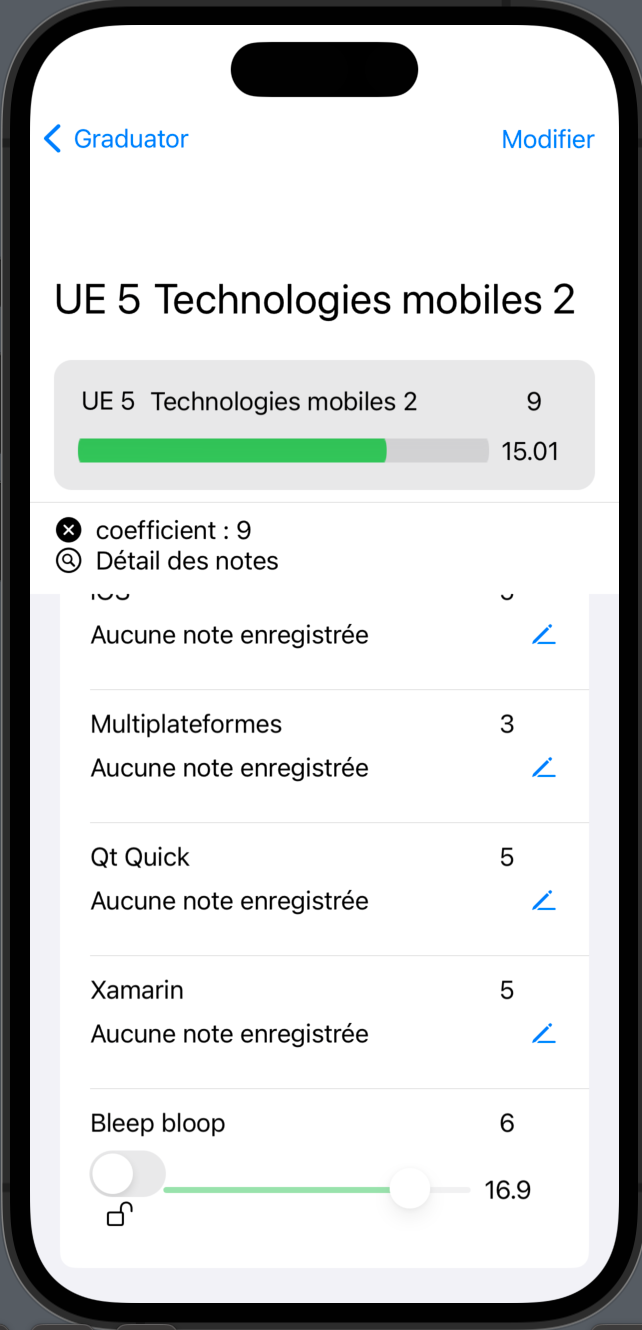 Graduator
Modifier
UE 5 Technologies mobiles 2
UE 5 Technologies mobiles 2 9
15.01
coefficient : 9
Détail des notes
Aucune note enregistrée
Multiplateformes 3
Aucune note enregistrée
Qt Quick 5
Aucune note enregistrée
Xamarin 5
Aucune note enregistrée
Bleep bloop 6
16.9